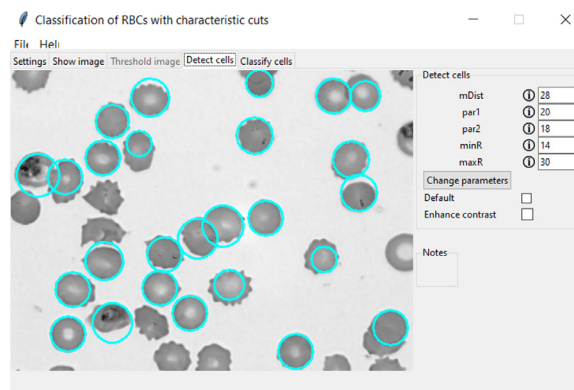 Classification of RBCs with characteristic cuts
File Help
Settings Show image Threshold image Detect cells Classify cells
Detect cells
mDist 28
par1 20
par2 18
minR 14
maxR 30
Change parameters
Default
Enhance contrast
Notes